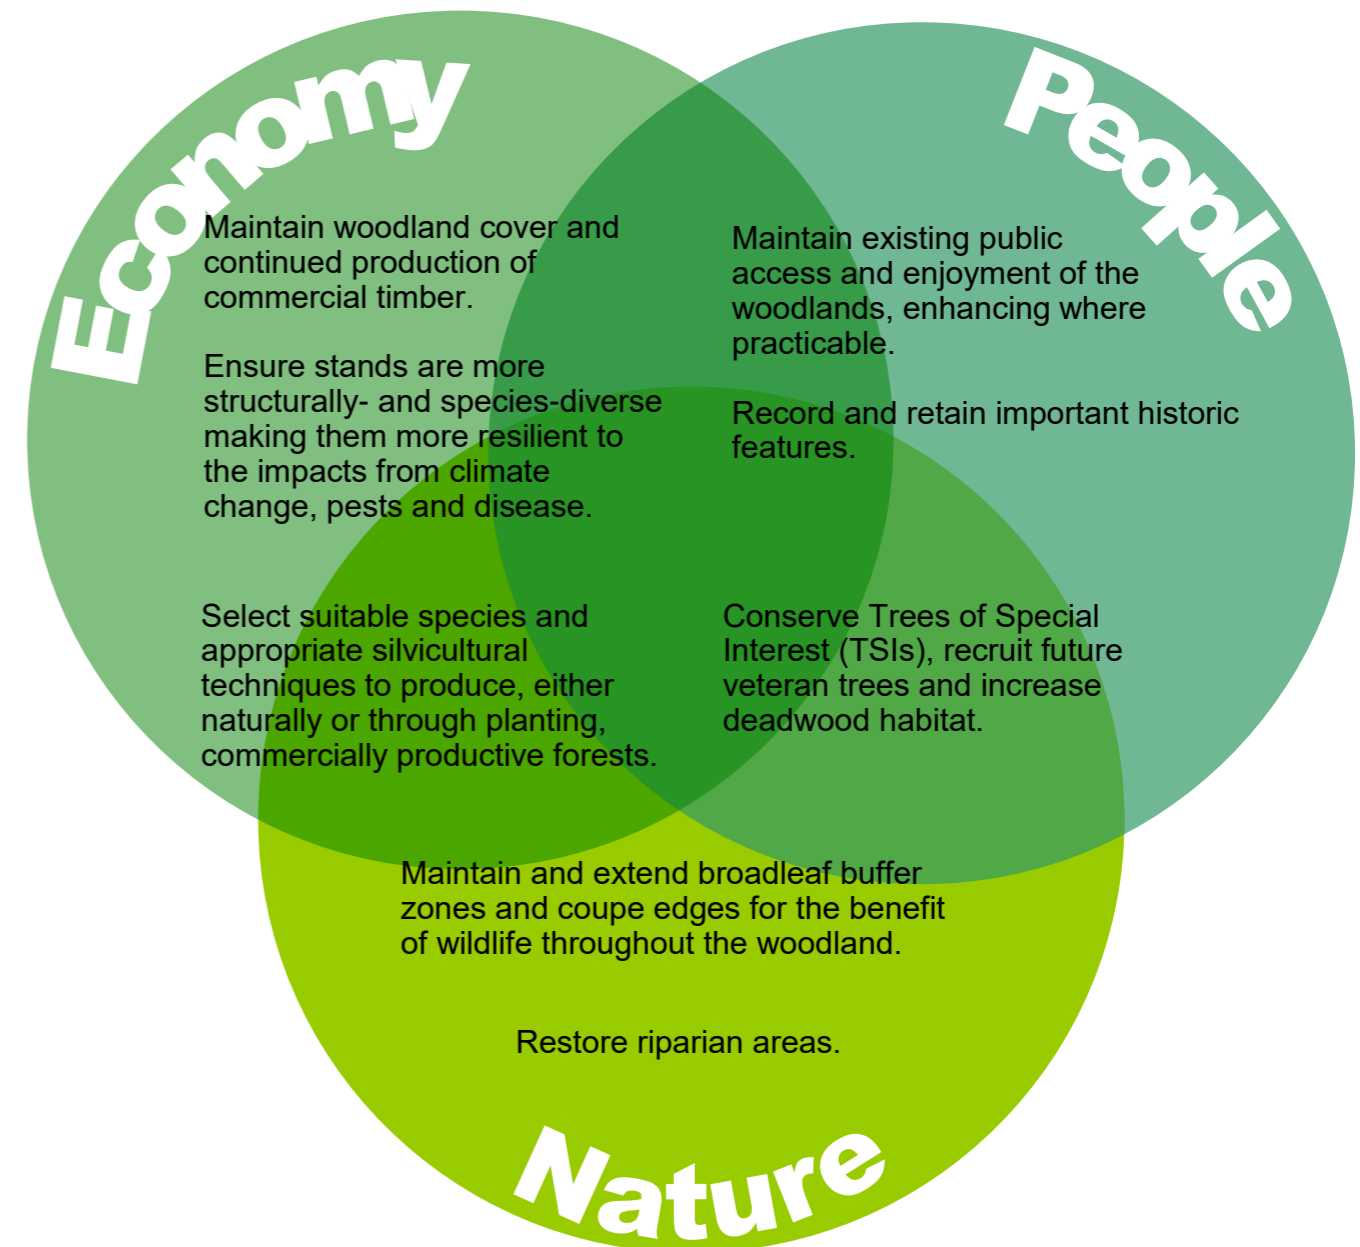 Economy
People
Maintain woodland cover and
continued production of
commercial timber.
Ensure stands are more
structurally- and species-diverse
making them more resilient to
the impacts from climate
change, pests and disease.
Maintain existing public
access and enjoyment of the
woodlands, enhancing where
practicable.
Record and retain important historic
features.
Select suitable species and
appropriate silvicultural
techniques to produce, either
naturally or through planting,
commercially productive forests.
Conserve Trees of Special
Interest (TSIs), recruit future
veteran trees and increase
deadwood habitat.
Maintain and extend broadleaf buffer
zones and coupe edges for the benefit
of wildlife throughout the woodland.
Restore riparian areas.
Nature